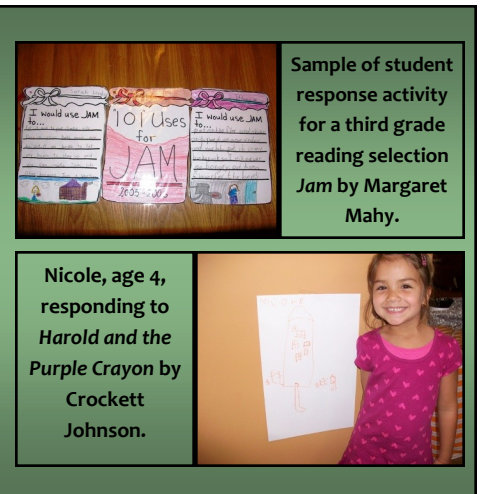 Sample of student
response activity
for a third grade
reading selection
Jam by Margaret
Mahy.
I would use JAM
to...
101 Uses
for
JAM
I would use JAM
to...
Nicole, age 4,
responding to
Harold and the
Purple Crayon by
Crockett
Johnson.